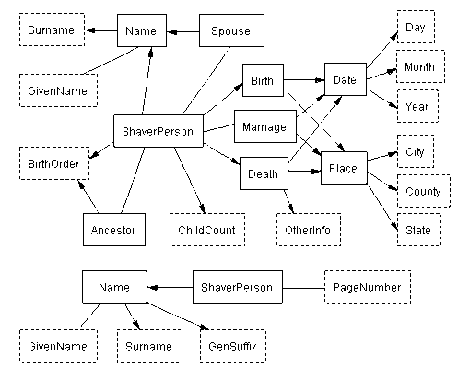 Surname
Name
Spouse
Day
GivenName
Birth
Date
Month
Year
ShaverPerson
Marriage
BirthOrder
Death
Place
City
County
Ancestor
ChildCount
OtherInfo
State
Name
ShaverPerson
PageNumber
GivenName
Surname
GenSuffix